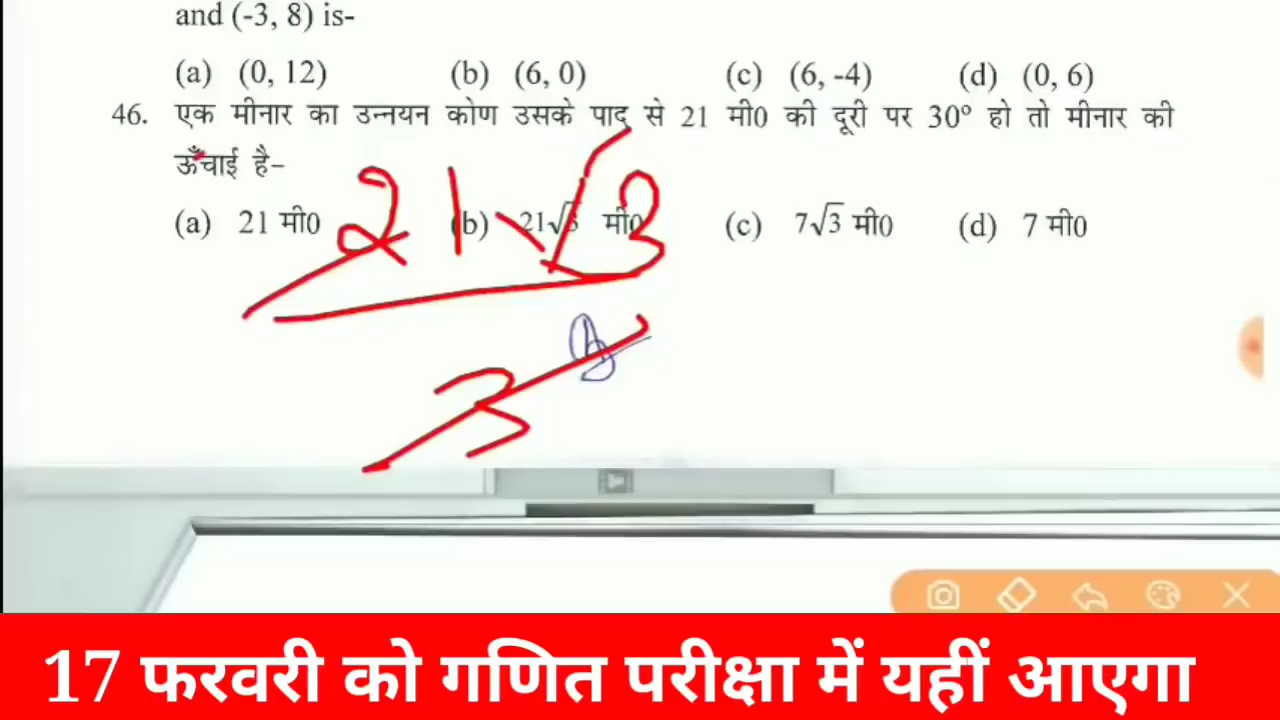 and (-3, 8) is-
(a) (0, 12) (b) (6, 0) (c) (6, -4) (d) (0, 6)
46. एक मीनार का उन्नयन कोण उसके पाद से 21 मी0 की दूरी पर 30° हो तो मीनार की
ऊँचाई है-
(a) 21 मी0 (b) 21√3 मी0 (c) 7√3 मी0 (d) 7 मी0
21√3
3
17 फरवरी को गणित परीक्षा में यहीं आएगा